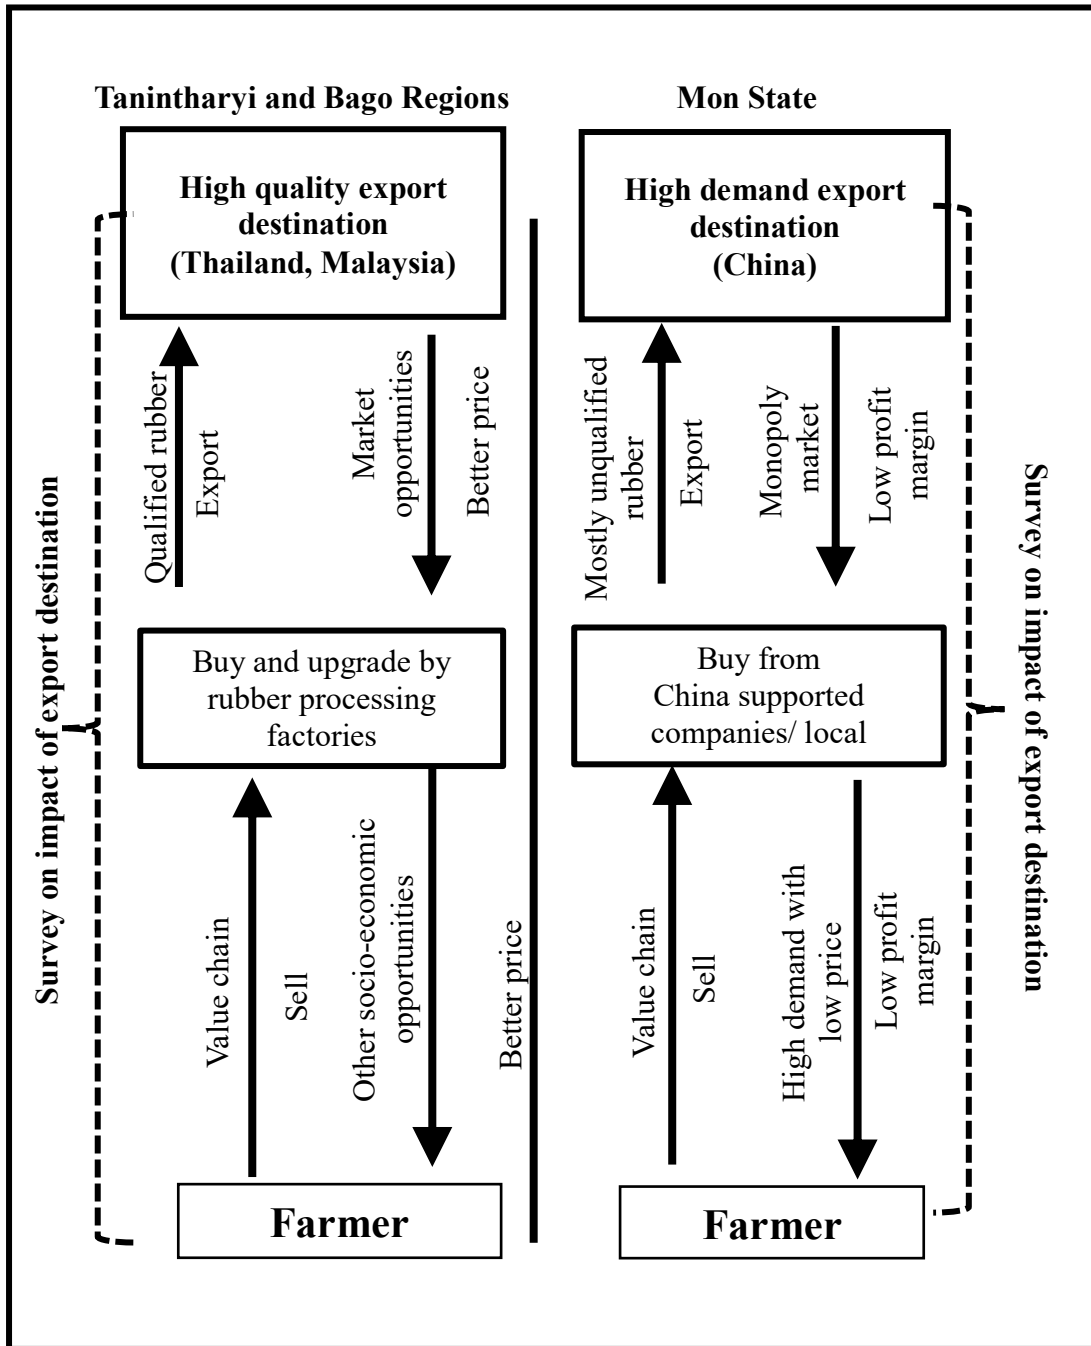 Tanintharyi and Bago Regions
High quality export
destination
(Thailand, Malaysia)
Qualified rubber
Export
Market
opportunities
Better price
Buy and upgrade by
rubber processing
factories
Value chain
Sell
Other socio-economic
opportunities
Better price
Farmer
Survey on impact of export destination
Mon State
High demand export
destination
(China)
Mostly unqualified
rubber
Export
Monopoly
market
Low profit
margin
Buy from
China supported
companies/ local
Value chain
Sell
High demand with
low price
Low profit
margin
Farmer
Survey on impact of export destination